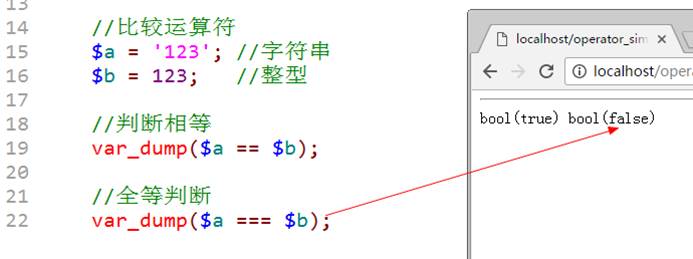 13
14 //比较运算符
15 $a = '123'; //字符串
16 $b = 123; //整型
17
18 //判断相等
19 var_dump($a == $b);
20
21 //全等判断
22 var_dump($a === $b);
localhost/operator_sim
localhost/opera
bool(true) bool(false)